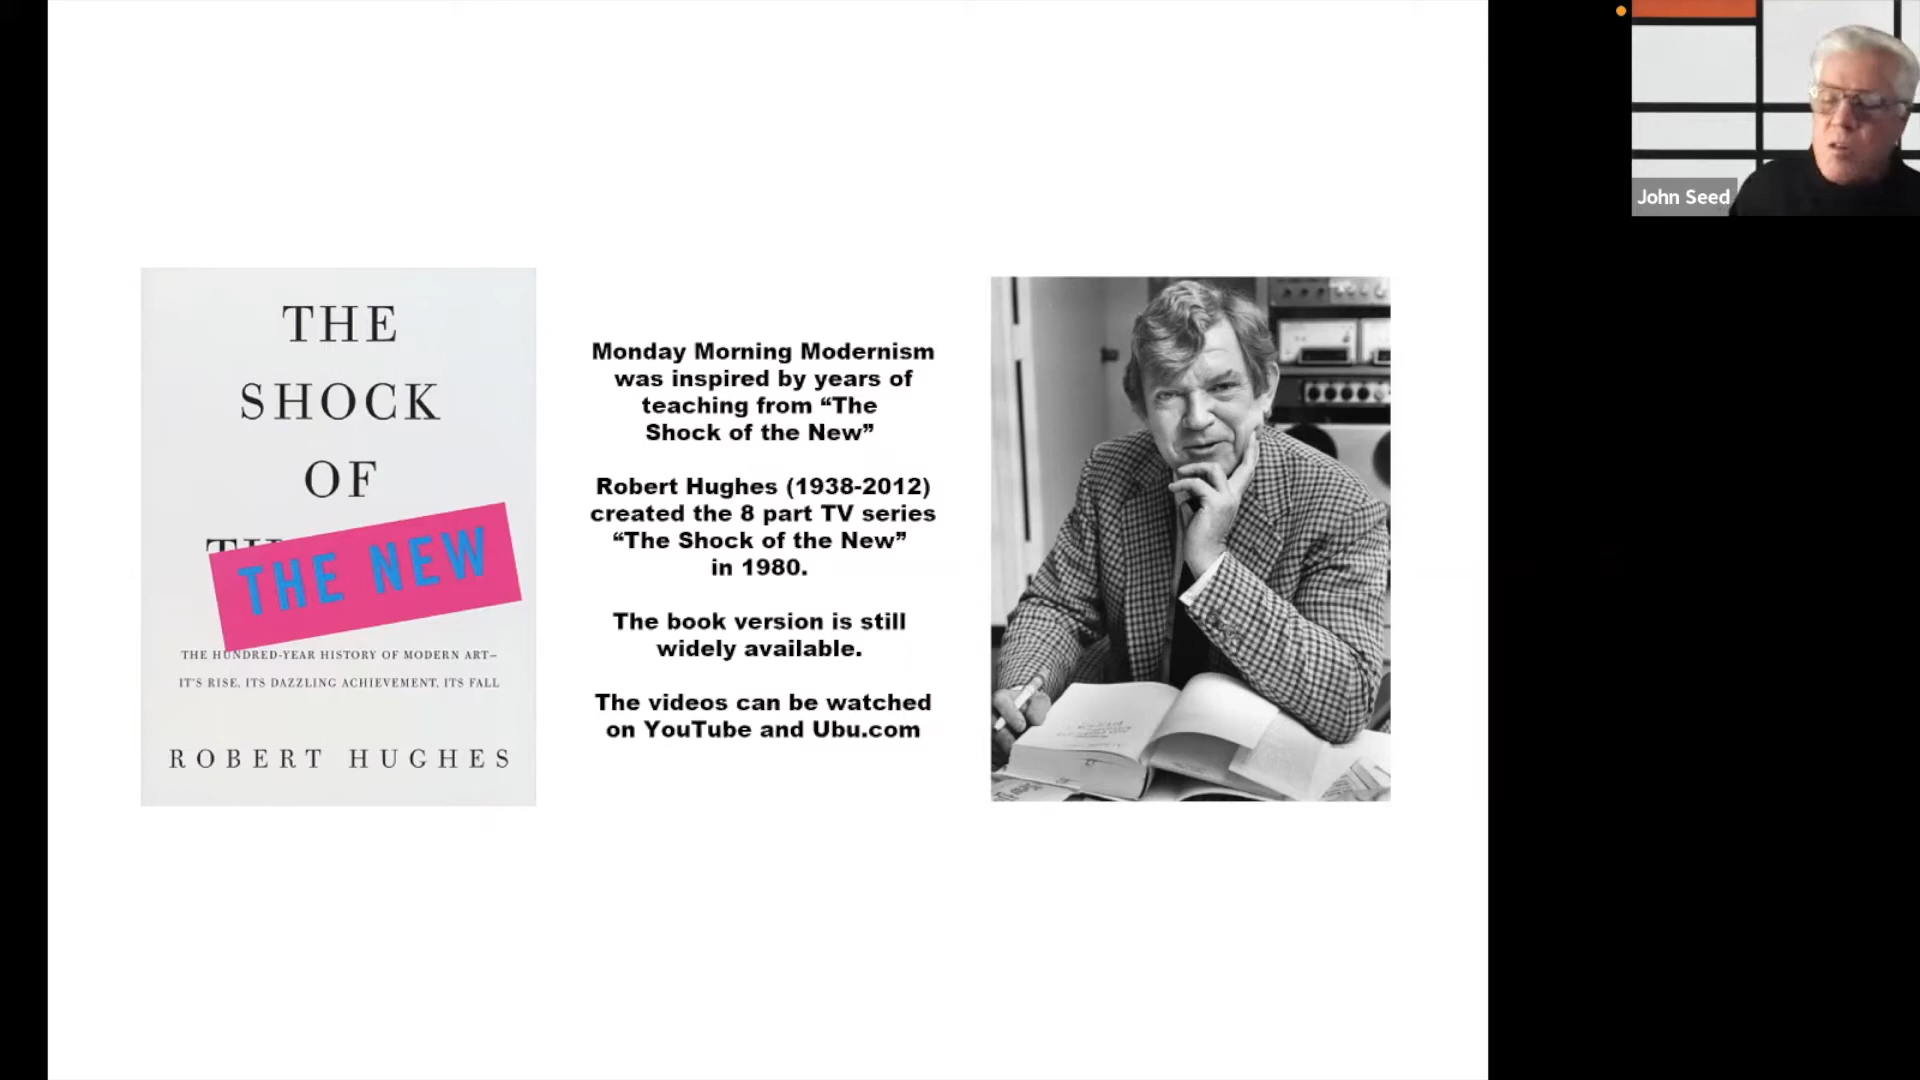 THE
SHOCK
OF
THE NEW
THE HUNDRED-YEAR HISTORY OF MODERN ART–
IT'S RISE, ITS DAZZLING ACHIEVEMENT, ITS FALL
ROBERT HUGHES
Monday Morning Modernism
was inspired by years of
teaching from “The
Shock of the New”
Robert Hughes (1938-2012)
created the 8 part TV series
“The Shock of the New”
in 1980.
The book version is still
widely available.
The videos can be watched
on YouTube and Ubu.com
John Seed